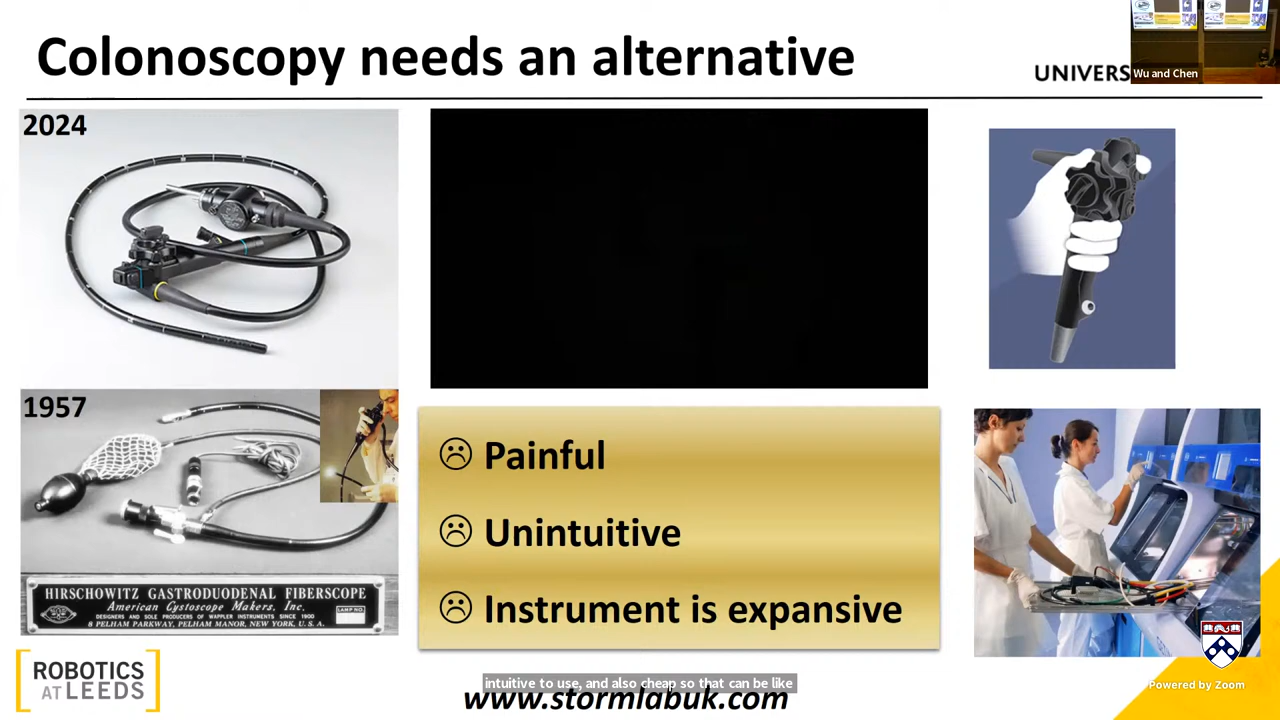 Colonoscopy needs an alternative
UNIVERS
Wu and Chen
2024
1957
HIRSCHOWITZ GASTRODUODENAL FIBERSCOPE
American Cystoscope Makers, Inc.
DESIGNERS AND SOLE PRODUCERS OF WAPPLER INSTRUMENTS SINCE 1900
8 PELHAM PARKWAY, PELHAM MANOR, NEW YORK, U. S. A.
LAMP NO.
☹ Painful
☹ Unintuitive
☹ Instrument is expansive
ROBOTICS
AT LEEDS
intuitive to use, and also cheap so that can be like
www.stormlabuk.com
Powered by Zoom